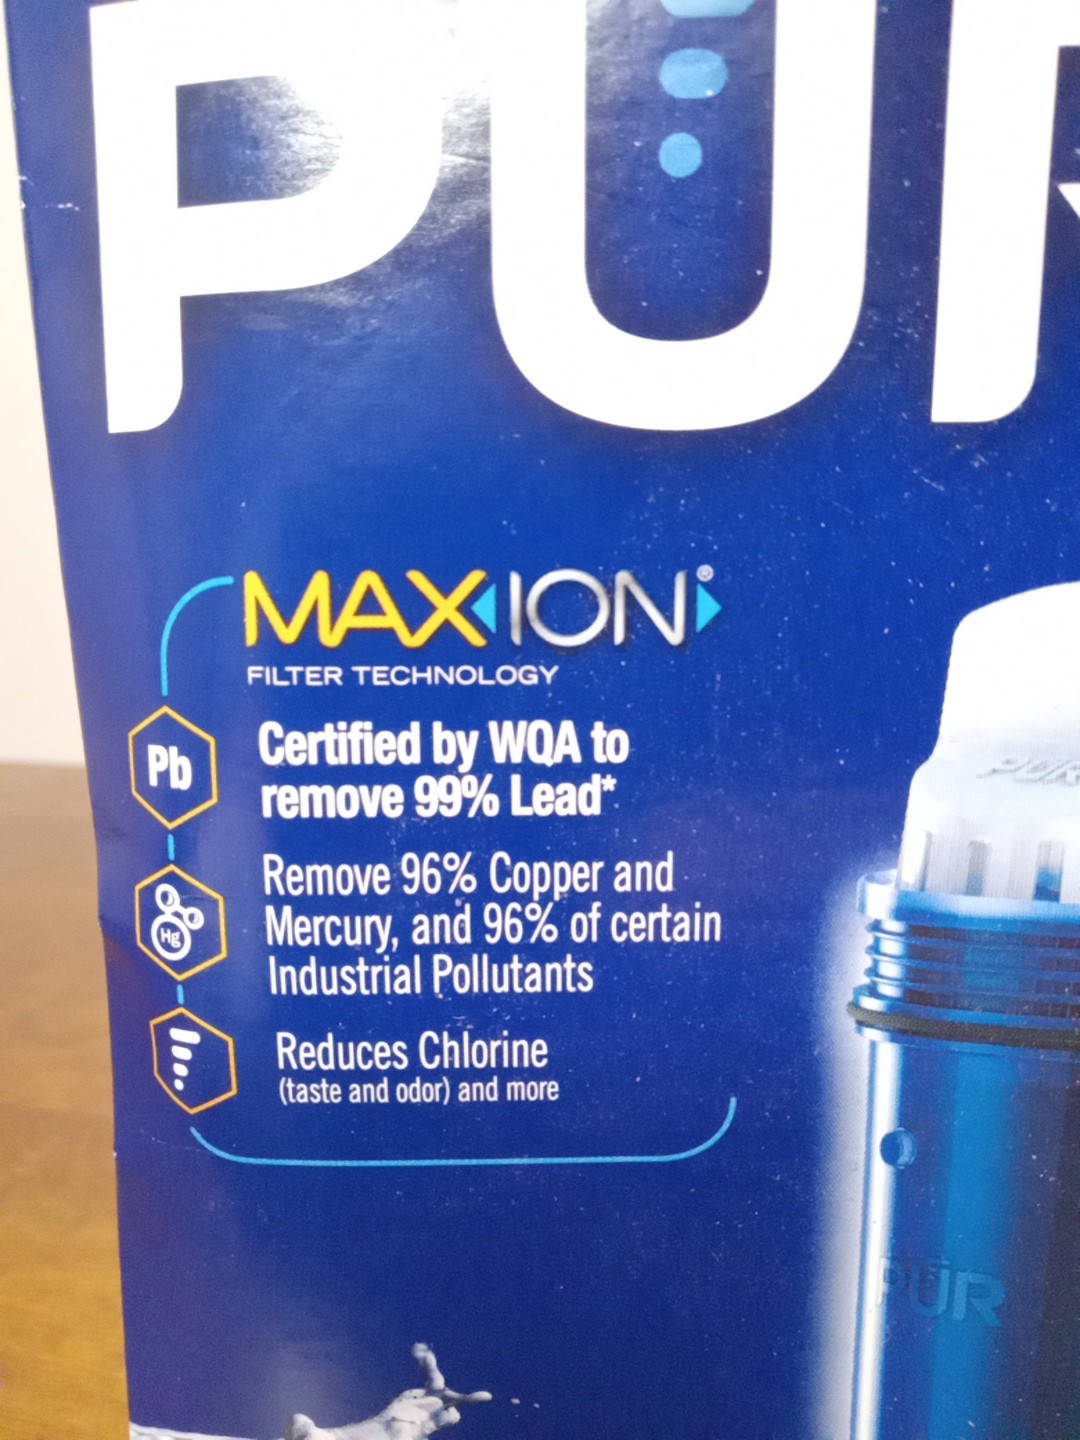 PUR
MAXION®
FILTER TECHNOLOGY
Pb
Certified by WQA to
remove 99% Lead*
Hg
Remove 96% Copper and
Mercury, and 96% of certain
Industrial Pollutants
Reduces Chlorine
(taste and odor) and more
PUR
PUR